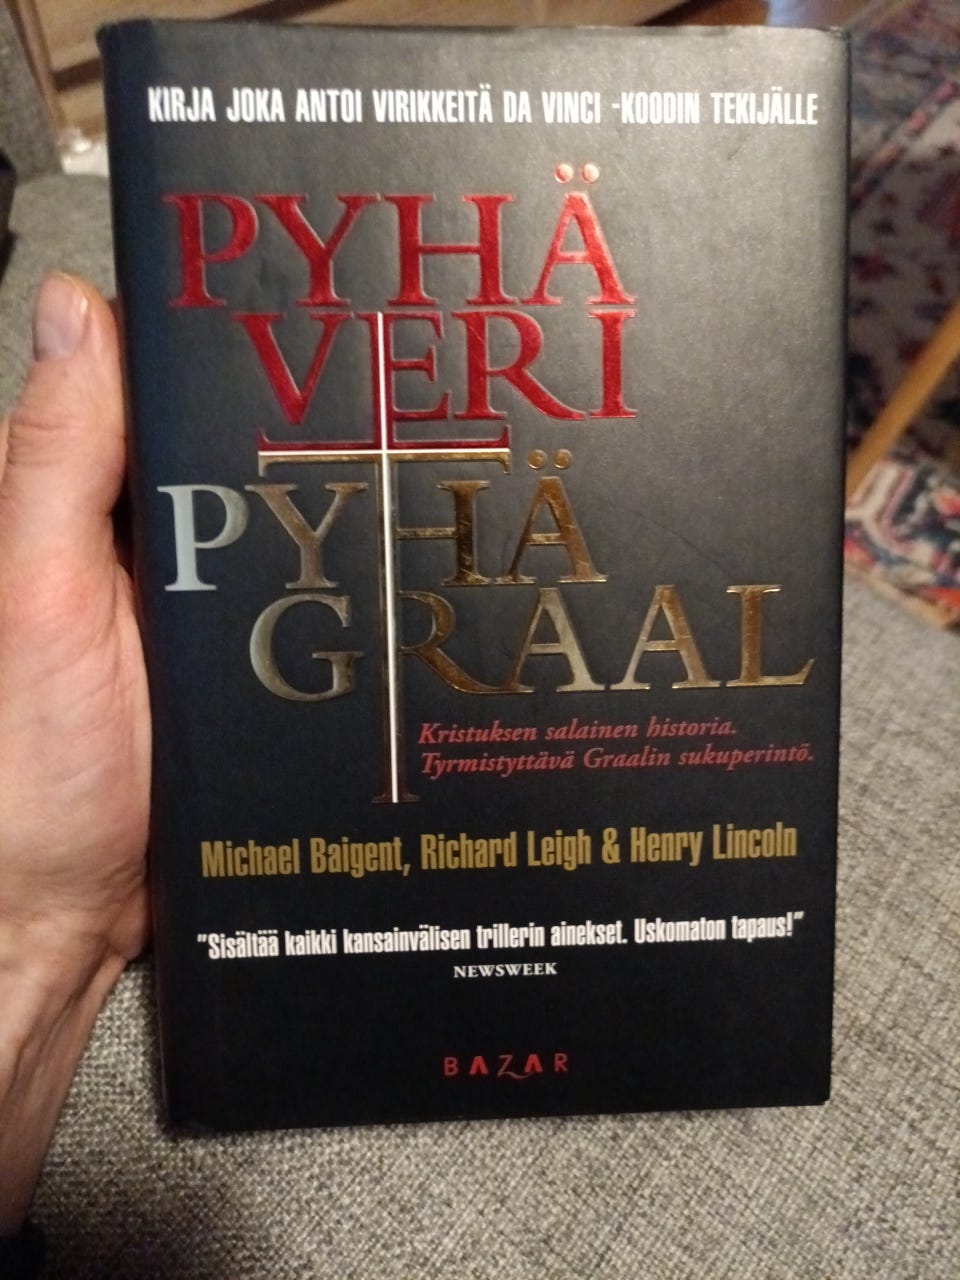 KIRJA JOKA ANTOI VIRIKKEITÄ DA VINCI -KOODIN TEKIJÄLLE
PYHÄ
VERI
PYHÄ
GRAAL
Kristuksen salainen historia.
Tyrmistyttävä Graalin sukuperintö.
Michael Baigent, Richard Leigh & Henry Lincoln
"Sisältää kaikki kansainvälisen trillerin ainekset. Uskomaton tapaus!"
NEWSWEEK
BAZAR